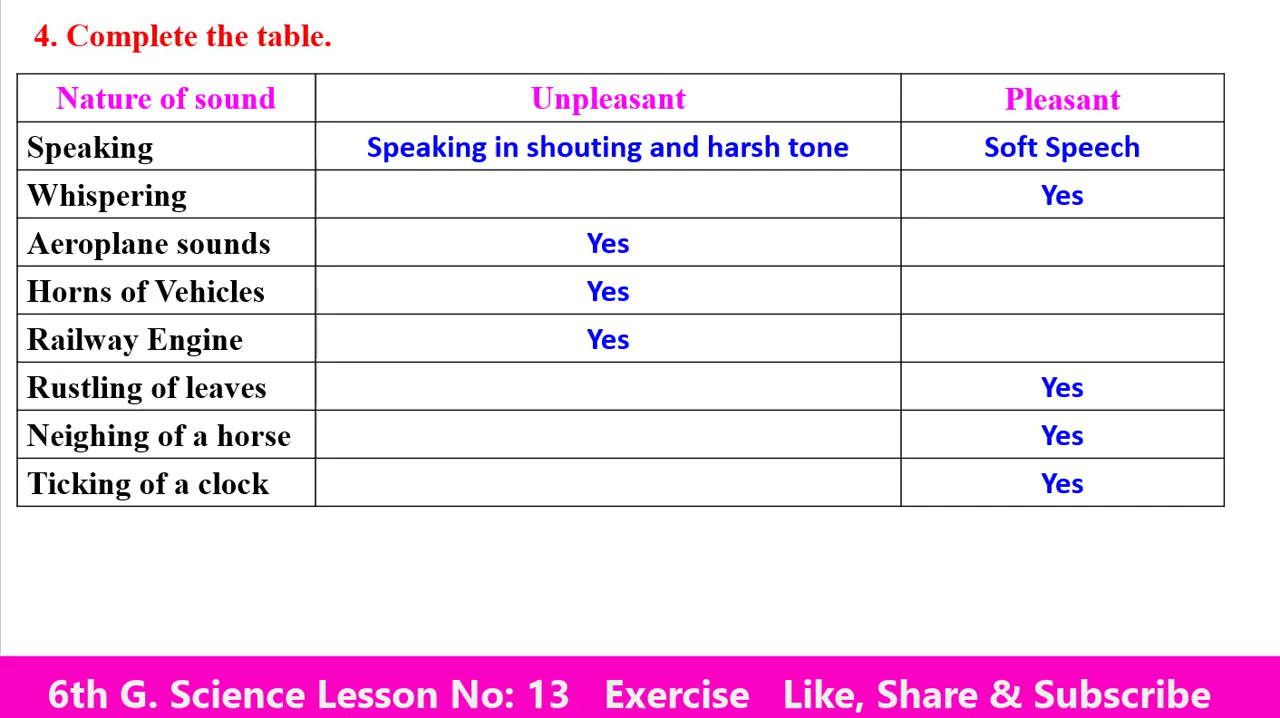 4. Complete the table.
Nature of sound Unpleasant Pleasant
Speaking Speaking in shouting and harsh tone Soft Speech
Whispering Yes
Aeroplane sounds Yes
Horns of Vehicles Yes
Railway Engine Yes
Rustling of leaves Yes
Neighing of a horse Yes
Ticking of a clock Yes
6th G. Science Lesson No: 13 Exercise Like, Share & Subscribe